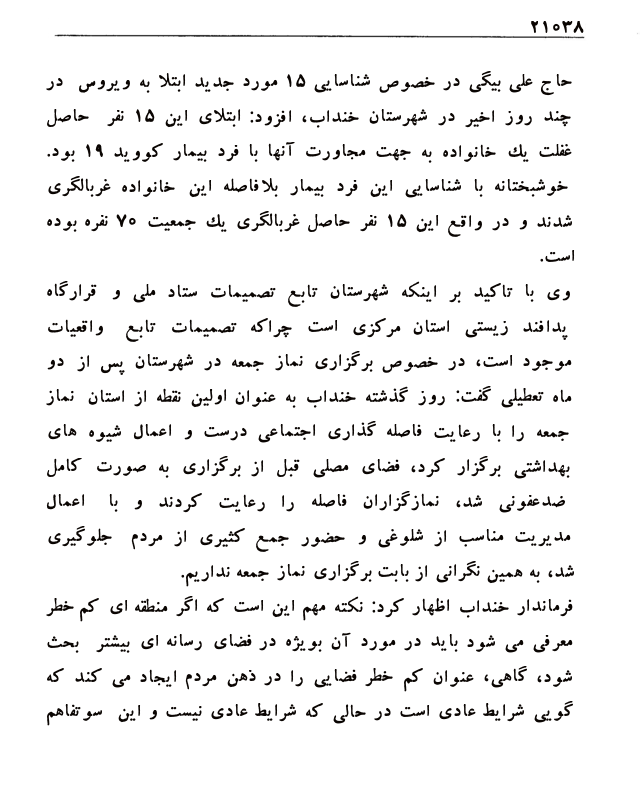 ۲۱۰۳۸
حاج علی بیگی در خصوص شناسایی ۱۵ مورد جدید ابتلا به ویروس در
چند روز اخیر در شهرستان خنداب، افزود: ابتلای این ۱۵ نفر حاصل
غفلت یك خانواده به جهت مجاورت آنها با فرد بیمار کووید ۱۹ بود.
خوشبختانه با شناسایی این فرد بیمار بلافاصله این خانواده غربالگری
شدند و در واقع این ۱۵ نفر حاصل غربالگری یك جمعیت ۷۰ نفره بوده
است.
وی با تاکید بر اینکه شهرستان تابع تصمیمات ستاد ملی و قرارگاه
پدافند زیستی استان مرکزی است چراکه تصمیمات تابع واقعیات
موجود است، در خصوص برگزاری نماز جمعه در شهرستان پس از دو
ماه تعطیلی گفت: روز گذشته خنداب به عنوان اولین نقطه از استان نماز
جمعه را با رعایت فاصله گذاری اجتماعی درست و اعمال شیوه های
بهداشتی برگزار کرد، فضای مصلی قبل از برگزاری به صورت کامل
ضدعفونی شد، نمازگزاران فاصله را رعایت کردند و با اعمال
مدیریت مناسب از شلوغی و حضور جمع کثیری از مردم جلوگیری
شد، به همین نگرانی از بابت برگزاری نماز جمعه نداریم.
فرماندار خنداب اظهار کرد: نکته مهم این است که اگر منطقه ای کم خطر
معرفی می شود باید در مورد آن بویژه در فضای رسانه ای بیشتر بحث
شود، گاهی، عنوان کم خطر فضایی را در ذهن مردم ایجاد می کند که
گویی شرایط عادی است در حالی که شرایط عادی نیست و این سوتفاهم